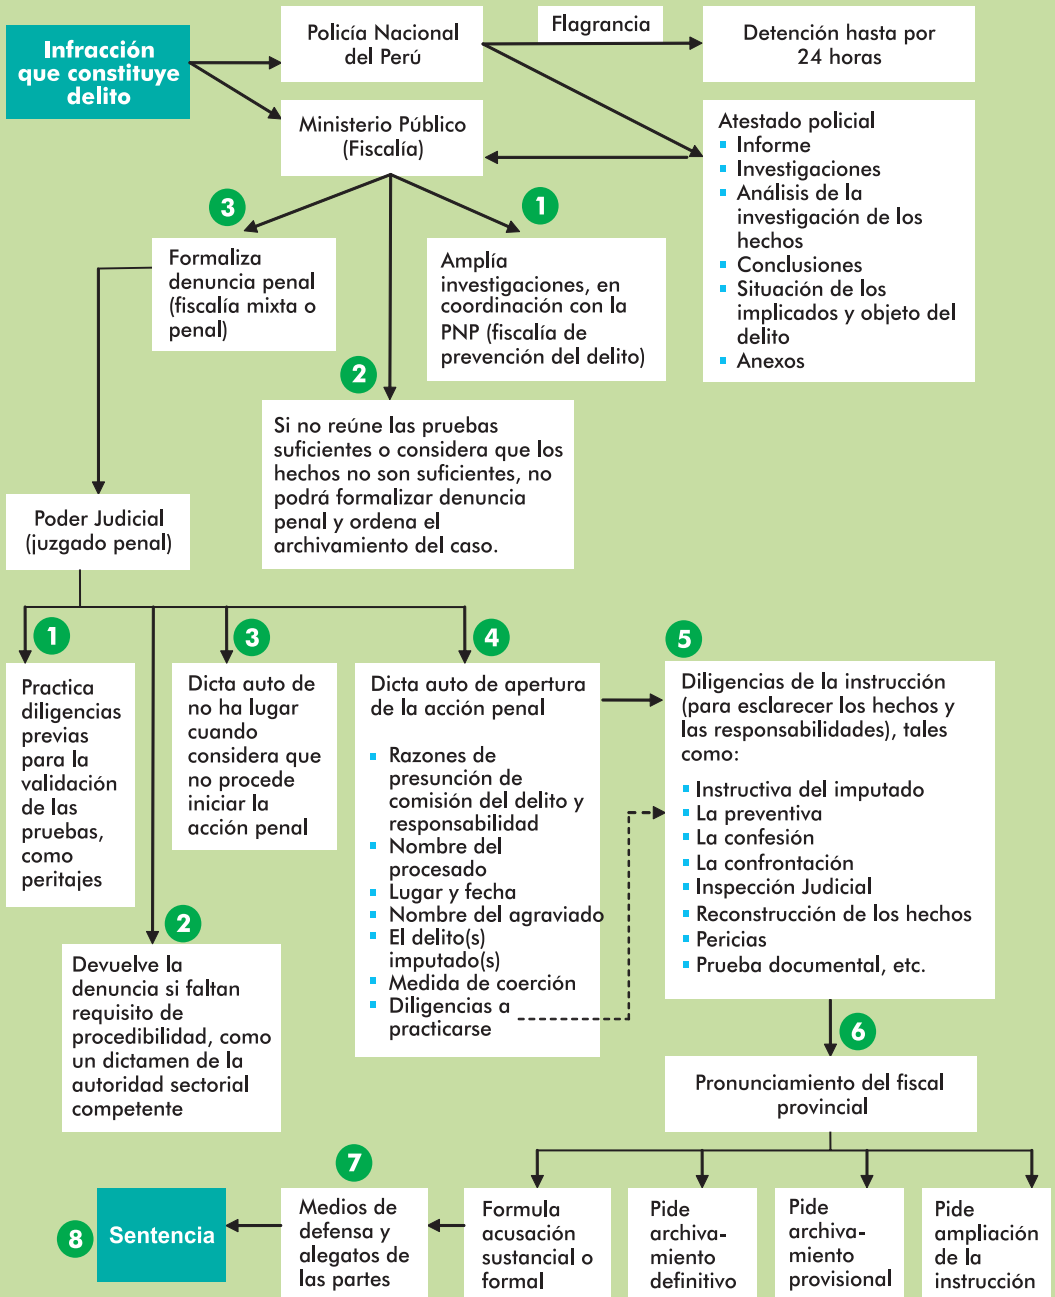 Infracción
que constituye
delito
Policía Nacional
del Perú
Flagrancia
Detención hasta por
24 horas
Ministerio Público
(Fiscalía)
Atestado policial
Informe
Investigaciones
Análisis de la
investigación de los
hechos
Conclusiones
Situación de los
implicados y objeto del
delito
Anexos
3
Formaliza
denuncia penal
(fiscalía mixta o
penal)
1
Amplía
investigaciones, en
coordinación con la
PNP (fiscalía de
prevención del delito)
2
Si no reúne las pruebas
suficientes o considera que los
hechos no son suficientes, no
podrá formalizar denuncia
penal y ordena el
archivamiento del caso.
Poder Judicial
(juzgado penal)
1
Practica
diligencias
previas
para la
validación
de las
pruebas,
como
peritajes
2
Devuelve la
denuncia si faltan
requisito de
procedibilidad, como
un dictamen de la
autoridad sectorial
competente
3
Dicta auto de
no ha lugar
cuando
considera que
no procede
iniciar la
acción penal
4
Dicta auto de apertura
de la acción penal
Razones de
presunción de
comisión del delito y
responsabilidad
Nombre del
procesado
Lugar y fecha
Nombre del agraviado
El delito(s)
imputado(s)
Medida de coerción
Diligencias a
practicarse
5
Diligencias de la instrucción
(para esclarecer los hechos y
las responsabilidades), tales
como:
Instructiva del imputado
La preventiva
La confesión
La confrontación
Inspección Judicial
Reconstrucción de los hechos
Pericias
Prueba documental, etc.
6
Pronunciamiento del fiscal
provincial
Formula
acusación
sustancial o
formal
Pide
archiva-
miento
definitivo
Pide
archiva-
miento
provisional
Pide
ampliación
de la
instrucción
7
Medios de
defensa y
alegatos de
las partes
8
Sentencia